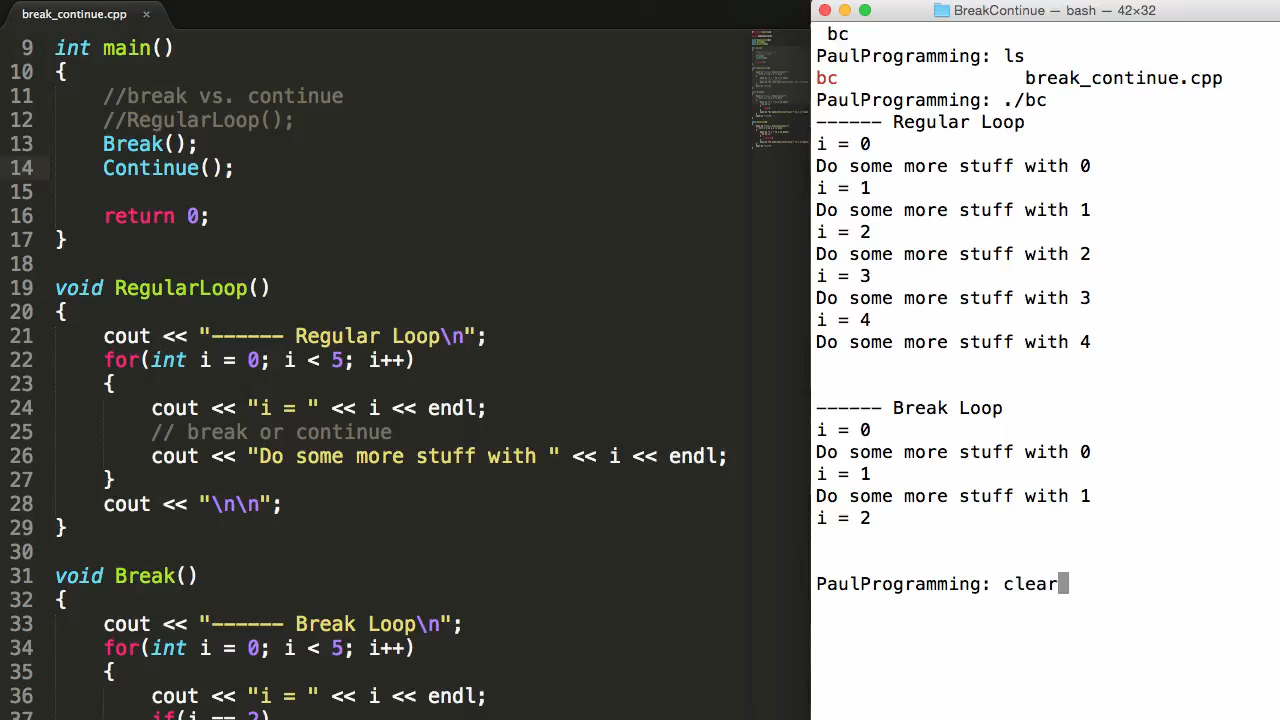 break_continue.cpp ×
9 int main()
10 {
11 //break vs. continue
12 //RegularLoop();
13 Break();
14 Continue();
15
16 return 0;
17 }
18
19 void RegularLoop()
20 {
21 cout << "------ Regular Loop\n";
22 for(int i = 0; i < 5; i++)
23 {
24 cout << "i = " << i << endl;
25 // break or continue
26 cout << "Do some more stuff with " << i << endl;
27 }
28 cout << "\n\n";
29 }
30
31 void Break()
32 {
33 cout << "------ Break Loop\n";
34 for(int i = 0; i < 5; i++)
35 {
36 cout << "i = " << i << endl;
37 if(i == 2)
BreakContinue — bash — 42×32
bc
PaulProgramming: ls
bc break_continue.cpp
PaulProgramming: ./bc
------ Regular Loop
i = 0
Do some more stuff with 0
i = 1
Do some more stuff with 1
i = 2
Do some more stuff with 2
i = 3
Do some more stuff with 3
i = 4
Do some more stuff with 4
------ Break Loop
i = 0
Do some more stuff with 0
i = 1
Do some more stuff with 1
i = 2
PaulProgramming: clear